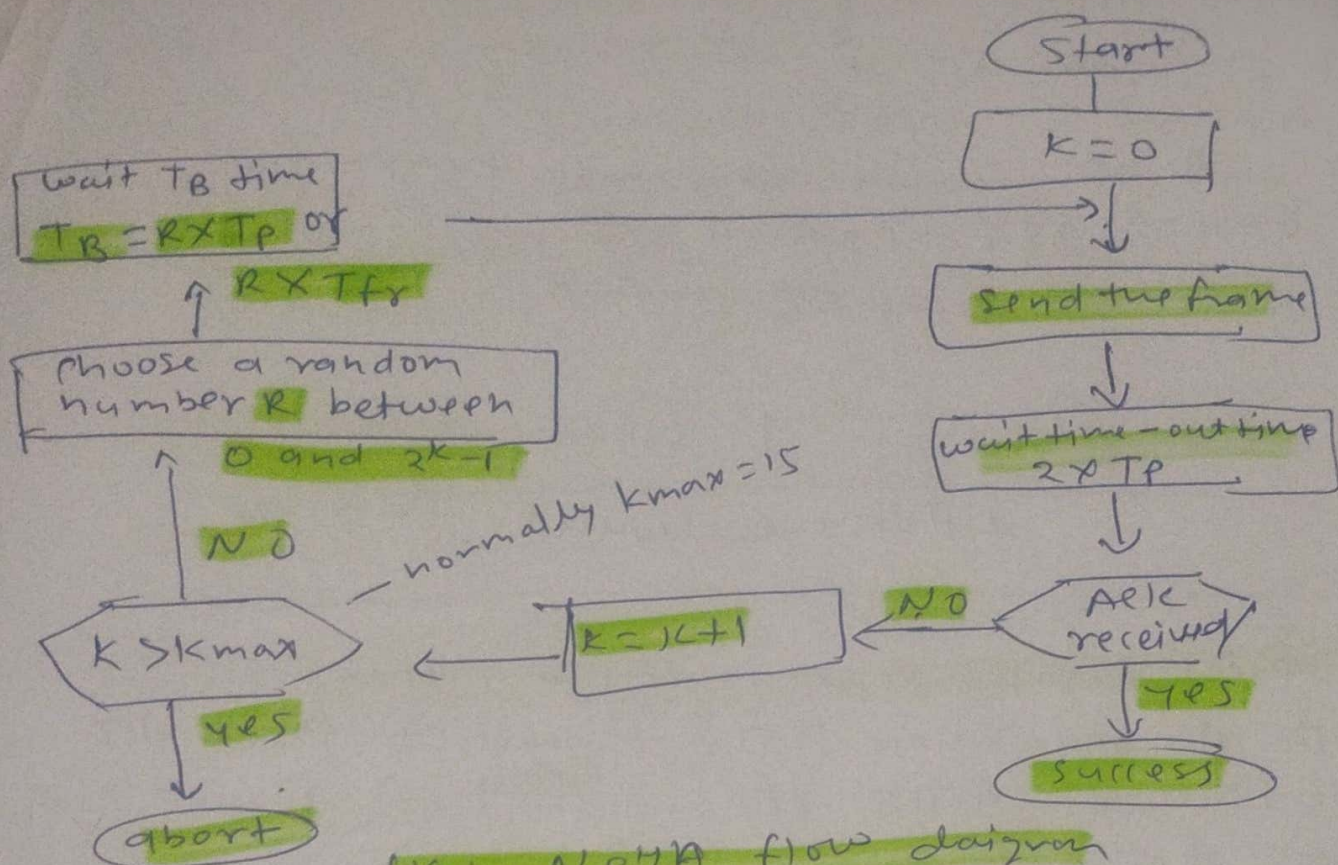 Start
K = 0
Send the frame
wait time-out time
2 x Tp
Ack
received
yes
success
NO
K = K+1
K > Kmax
normally Kmax = 15
yes
abort
NO
choose a random
number R between
0 and 2^K-1
wait TB time
TB = R X Tp or
R X Tfr
flow daigram